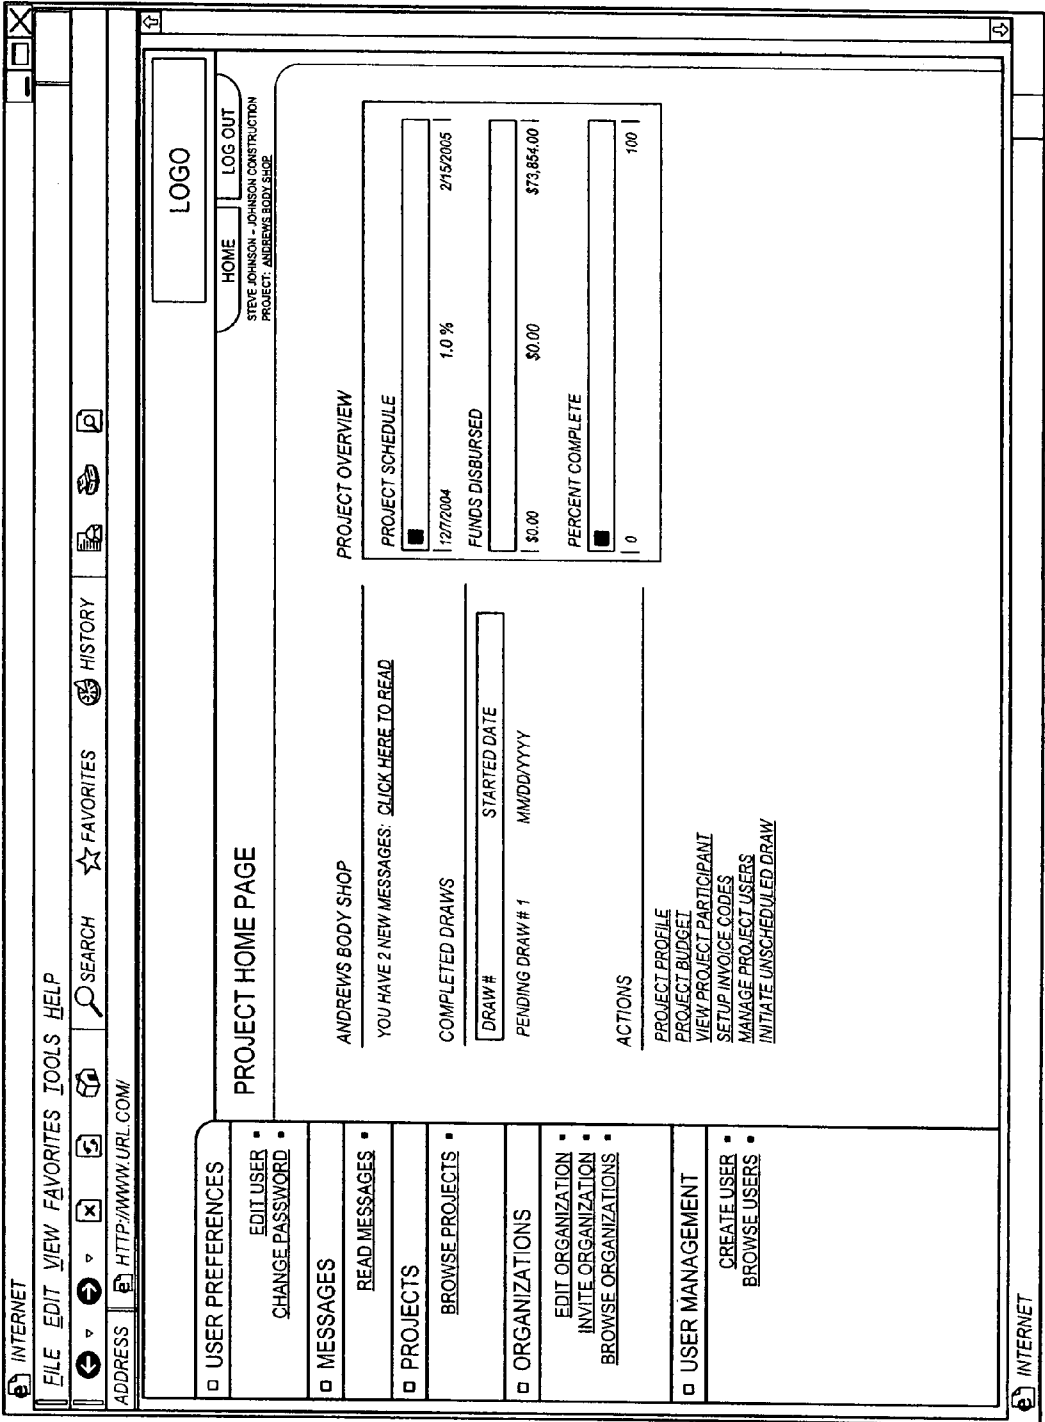 INTERNET
FILE EDIT VIEW FAVORITES TOOLS HELP
SEARCH FAVORITES HISTORY
ADDRESS HTTP://WWW.URL.COM/
LOGO
HOME LOG OUT
STEVE JOHNSON - JOHNSON CONSTRUCTION
PROJECT: ANDREWS BODY SHOP
USER PREFERENCES
EDIT USER
CHANGE PASSWORD
MESSAGES
READ MESSAGES
PROJECTS
BROWSE PROJECTS
ORGANIZATIONS
EDIT ORGANIZATION
INVITE ORGANIZATION
BROWSE ORGANIZATIONS
USER MANAGEMENT
CREATE USER
BROWSE USERS
PROJECT HOME PAGE
ANDREWS BODY SHOP
YOU HAVE 2 NEW MESSAGES: CLICK HERE TO READ
COMPLETED DRAWS
DRAW # STARTED DATE
PENDING DRAW # 1 MM/DD/YYYY
ACTIONS
PROJECT PROFILE
PROJECT BUDGET
VIEW PROJECT PARTICIPANT
SETUP INVOICE CODES
MANAGE PROJECT USERS
INITIATE UNSCHEDULED DRAW
PROJECT OVERVIEW
PROJECT SCHEDULE
12/7/2004 1.0 % 2/15/2005
FUNDS DISBURSED
$0.00 $0.00 $73,854.00
PERCENT COMPLETE
0 100
INTERNET